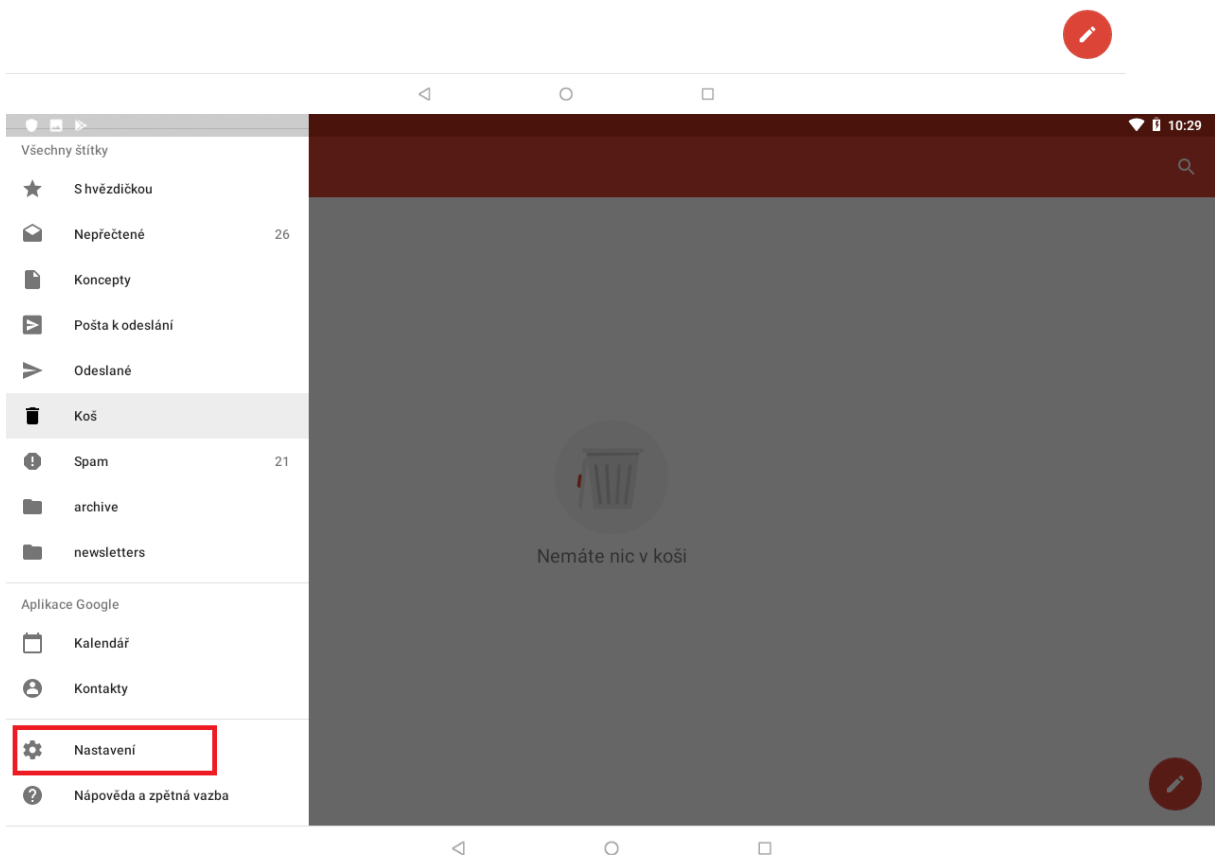 10:29
Všechny štítky
S hvězdičkou
Nepřečtené 26
Koncepty
Pošta k odeslání
Odeslané
Koš
Spam 21
archive
newsletters
Nemáte nic v koši
Aplikace Google
Kalendář
Kontakty
Nastavení
Nápověda a zpětná vazba